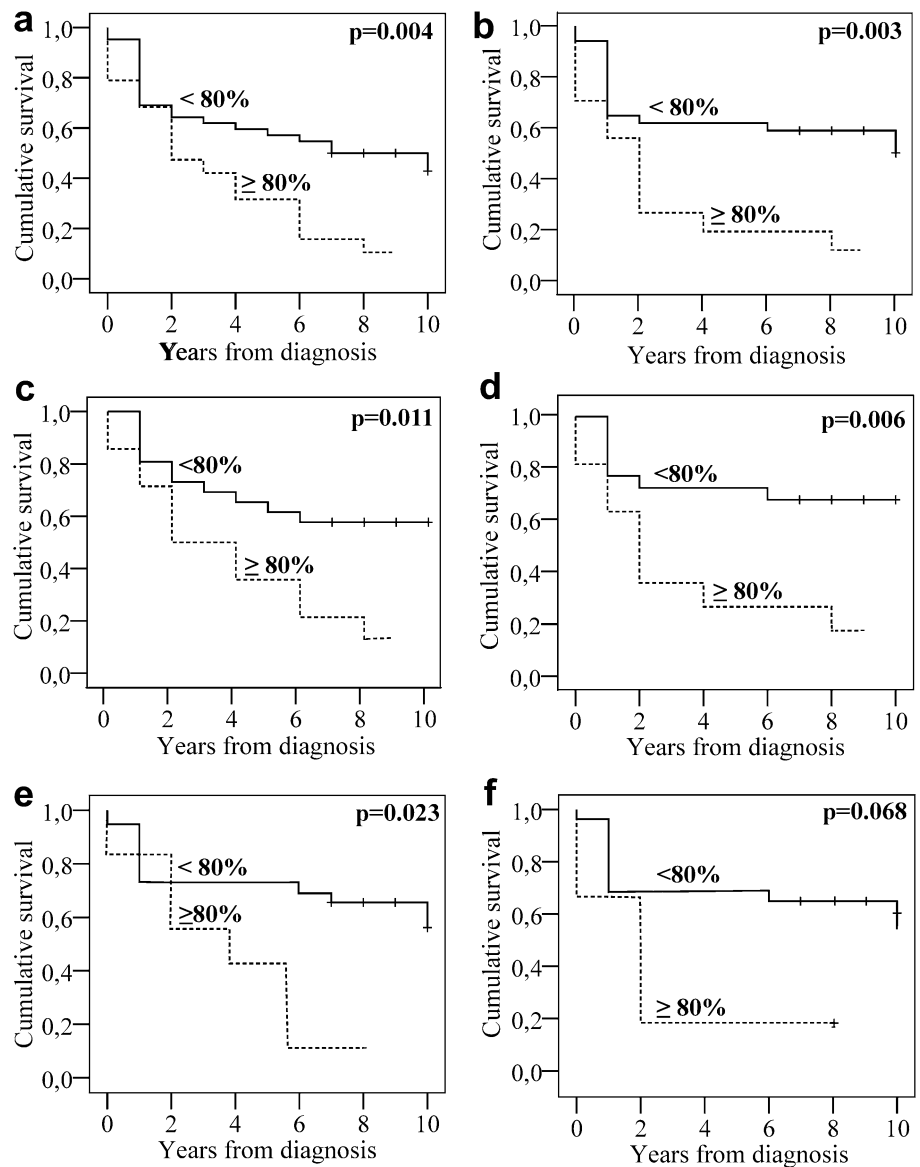 a
p=0.004
Cumulative survival
1,0
0,8
0,6
0,4
0,2
0,0
< 80%
≥ 80%
0 2 4 6 8 10
Years from diagnosis
b
p=0.003
Cumulative survival
1,0
0,8
0,6
0,4
0,2
0,0
< 80%
≥ 80%
0 2 4 6 8 10
Years from diagnosis
c
p=0.011
Cumulative survival
1,0
0,8
0,6
0,4
0,2
0,0
<80%
≥ 80%
0 2 4 6 8 10
Years from diagnosis
d
p=0.006
Cumulative survival
1,0
0,8
0,6
0,4
0,2
0,0
<80%
≥ 80%
0 2 4 6 8 10
Years from diagnosis
e
p=0.023
Cumulative survival
1,0
0,8
0,6
0,4
0,2
0,0
< 80%
≥80%
0 2 4 6 8 10
Years from diagnosis
f
p=0.068
Cumulative survival
1,0
0,8
0,6
0,4
0,2
0,0
<80%
≥ 80%
0 2 4 6 8 10
Years from diagnosis